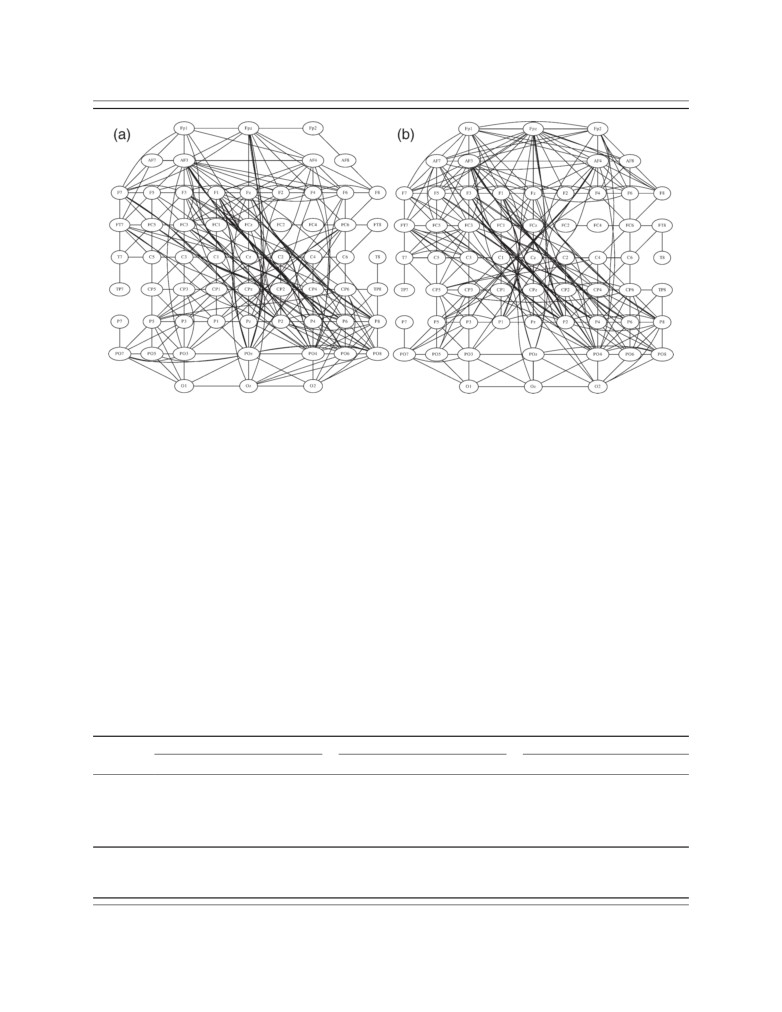 (a) (b)
Fp1 Fpz Fp2 Fp1 Fpz Fp2
AF7 AF3 AF4 AF8 AF7 AF3 AF4 AF8
F7 F5 F3 F1 Fz F2 F4 F6 F8 F7 F5 F3 F1 Fz F2 F4 F6 F8
FT7 FC5 FC3 FC1 FCz FC2 FC4 FC6 FT8 FT7 FC5 FC3 FC1 FCz FC2 FC4 FC6 FT8
T7 C5 C3 C1 Cz C2 C4 C6 T8 T7 C5 C3 C1 Cz C2 C4 C6 T8
TP7 CP5 CP3 CP1 CPz CP2 CP4 CP6 TP8 TP7 CP5 CP3 CP1 CPz CP2 CP4 CP6 TP8
P7 P5 P3 P1 Pz P2 P4 P6 P8 P7 P5 P3 P1 Pz P2 P4 P6 P8
PO7 PO5 PO3 POz PO4 PO6 PO8 PO7 PO5 PO3 POz PO4 PO6 PO8
O1 Oz O2 O1 Oz O2